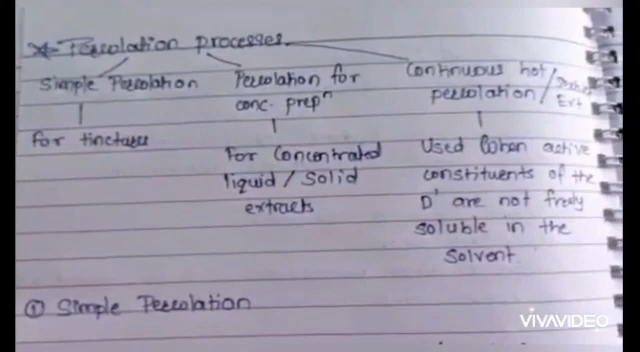 Percolation processes.
Simple Percolation
For tinctures
Percolation for
conc. prepⁿ
For Concentrated
liquid / Solid
extracts
Continuous hot
percolation / Ext.
Used when active
constituents of the
D' are not freely
soluble in the
solvent.
① Simple Percolation
VIVAVIDEO